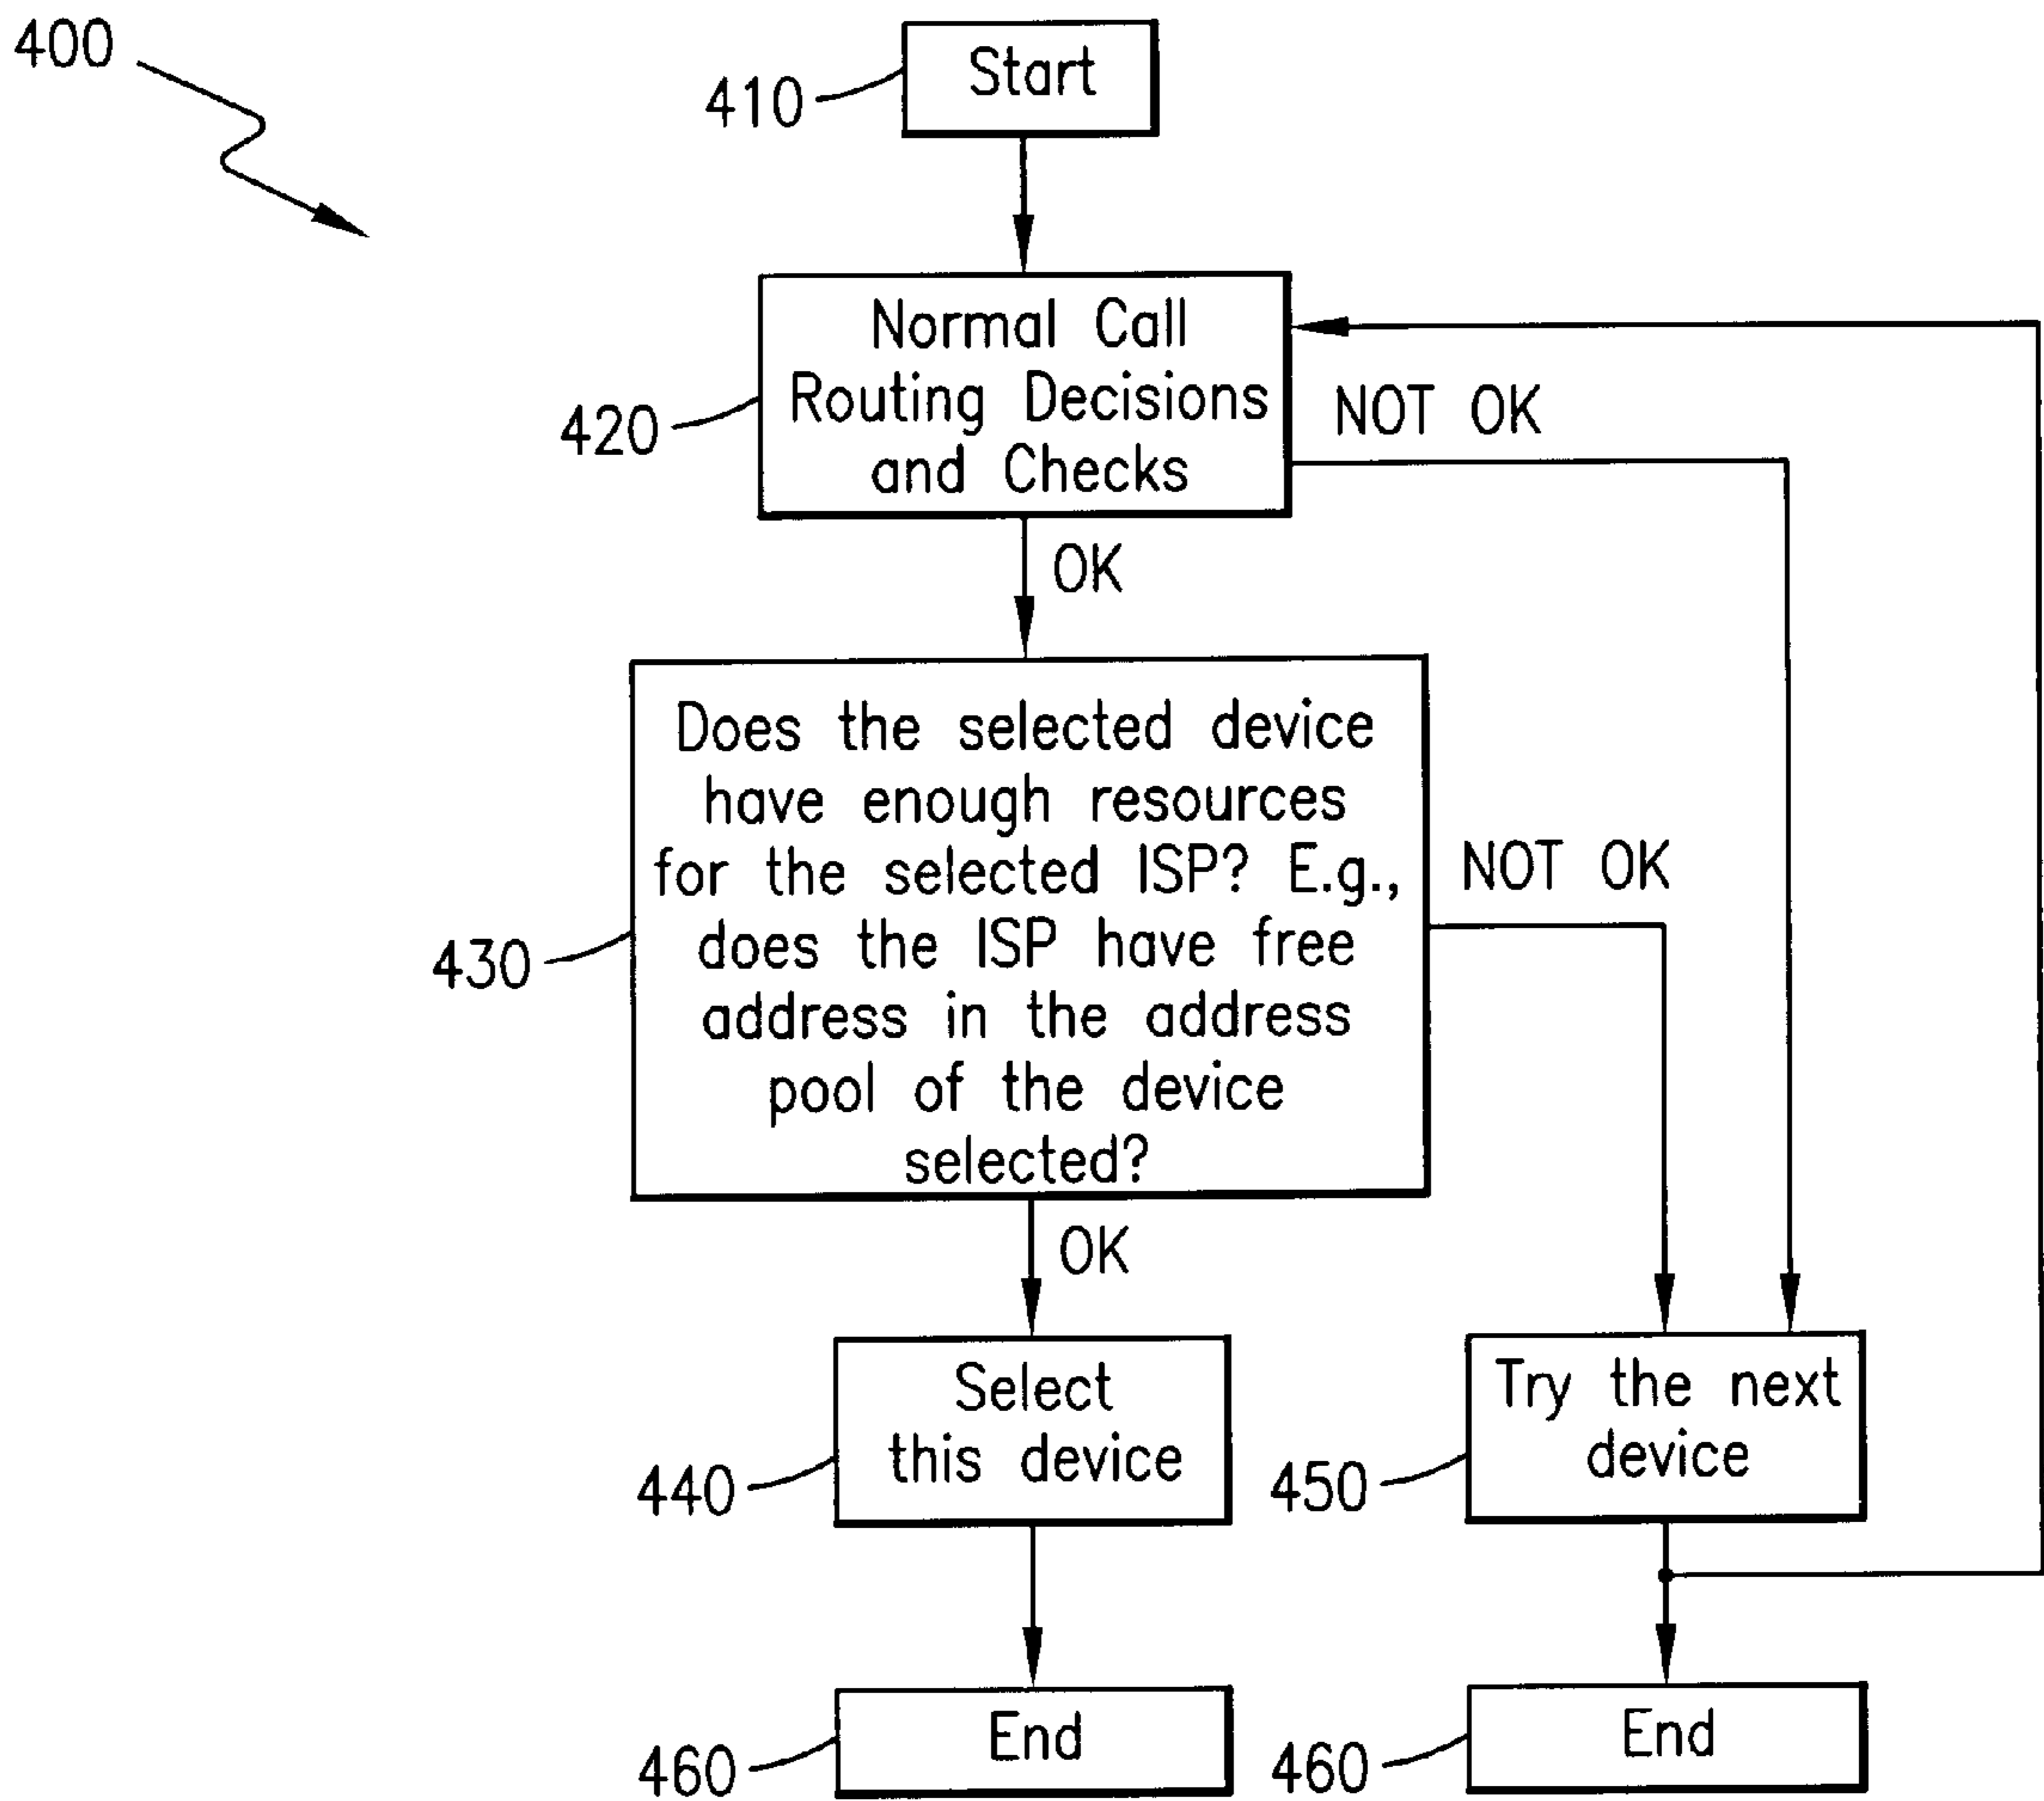 400
Start
410
Normal Call
Routing Decisions
and Checks
420
NOT OK
OK
Does the selected device
have enough resources
for the selected ISP? E.g.,
does the ISP have free
address in the address
pool of the device
selected?
430
NOT OK
OK
Select
this device
440
Try the next
device
450
End
460
End
460